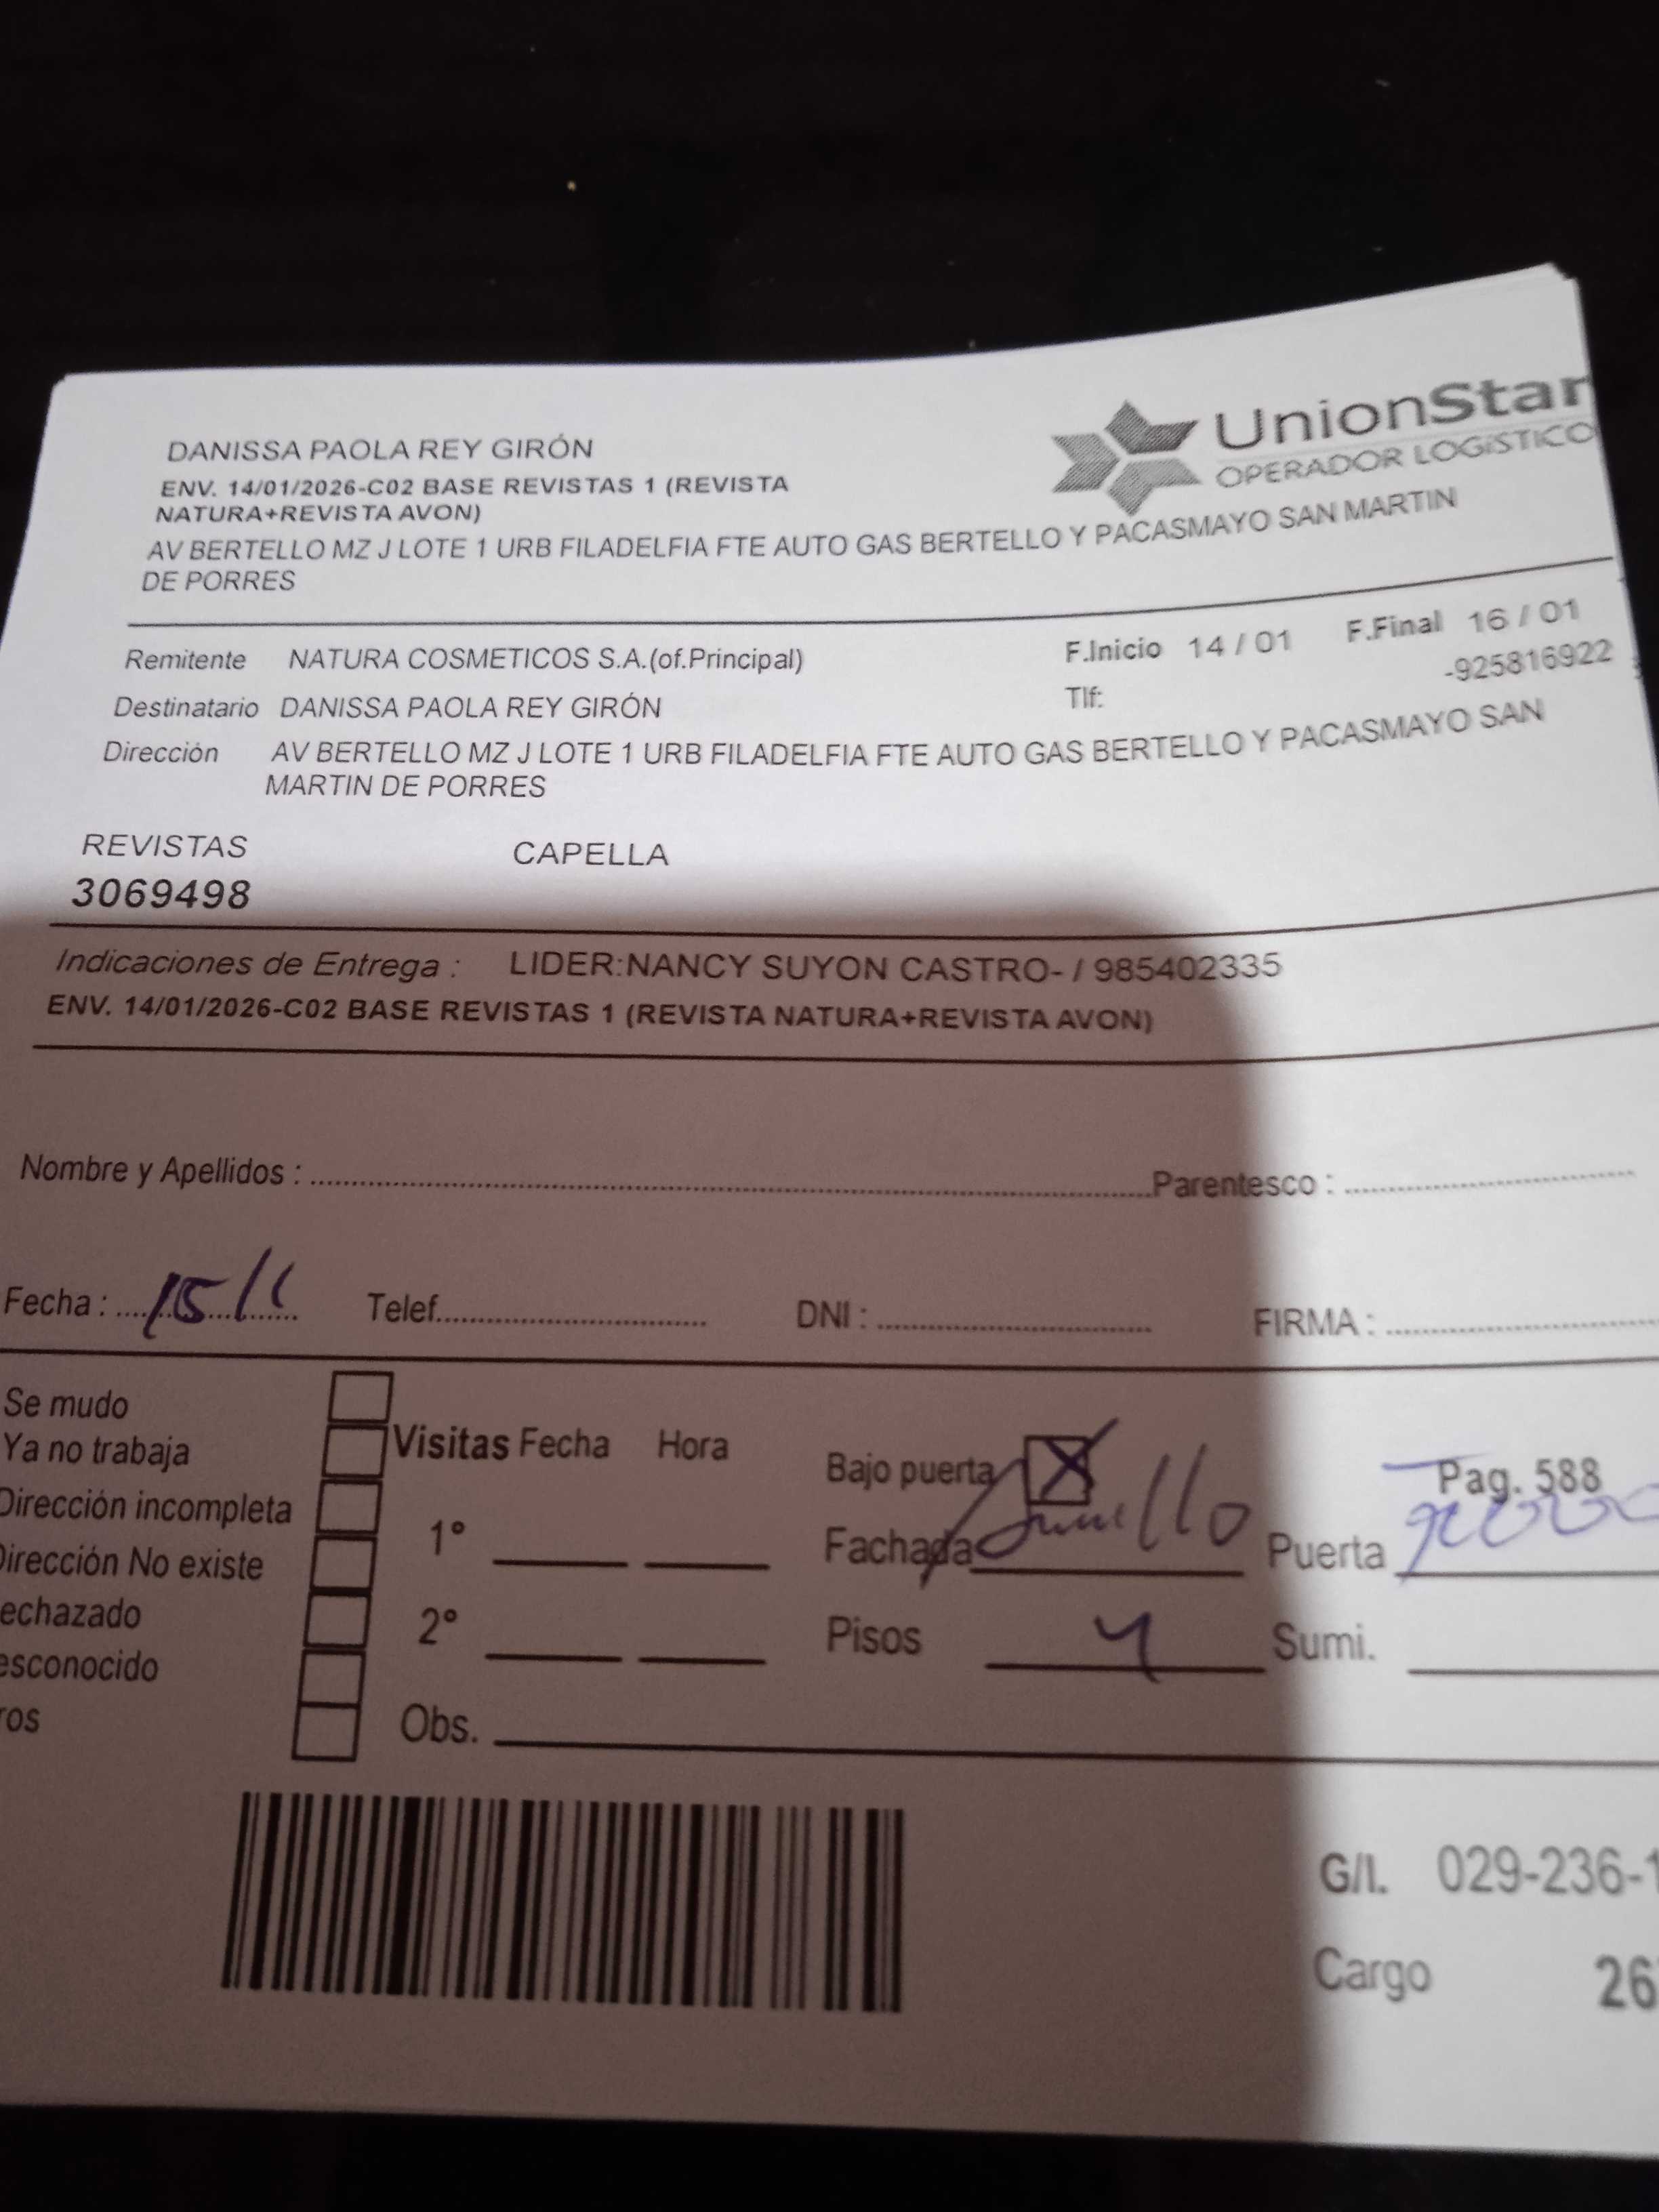 DANISSA PAOLA REY GIRÓN
ENV. 14/01/2026-C02 BASE REVISTAS 1 (REVISTA
NATURA+REVISTA AVON)
AV BERTELLO MZ J LOTE 1 URB FILADELFIA FTE AUTO GAS BERTELLO Y PACASMAYO SAN MARTIN
DE PORRES
UnionStar
OPERADOR LOGíSTICO
Remitente NATURA COSMETICOS S.A.(of.Principal)
F.Inicio 14 / 01 F.Final 16 / 01
Destinatario DANISSA PAOLA REY GIRÓN
Tlf: -925816922
Dirección AV BERTELLO MZ J LOTE 1 URB FILADELFIA FTE AUTO GAS BERTELLO Y PACASMAYO SAN
MARTIN DE PORRES
REVISTAS CAPELLA
3069498
Indicaciones de Entrega : LIDER:NANCY SUYON CASTRO- / 985402335
ENV. 14/01/2026-C02 BASE REVISTAS 1 (REVISTA NATURA+REVISTA AVON)
Nombre y Apellidos : Parentesco :
Fecha : 15/1 Telef. DNI : FIRMA :
Se mudo
Ya no trabaja
Dirección incompleta
Dirección No existe
echazado
esconocido
ros
Visitas Fecha Hora
1°
2°
Obs.
Bajo puerta X
Pag. 588
Fachada Puerta
Pisos 4 Sumi.
G/I. 029-236-1
Cargo 26